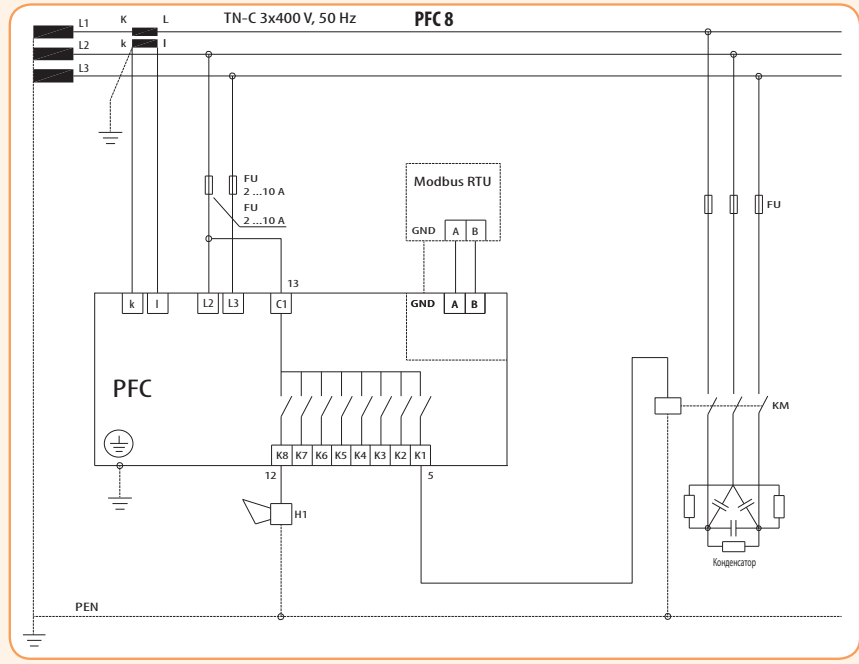 TN-C 3x400 V, 50 Hz
PFC 8
L1
K
L
L2
k
l
L3
FU
2 ...10 A
FU
2 ...10 A
Modbus RTU
GND A B
FU
13
k l L2 L3 C1
GND A B
PFC
KM
K8 K7 K6 K5 K4 K3 K2 K1
12
5
H1
Конденсатор
PEN